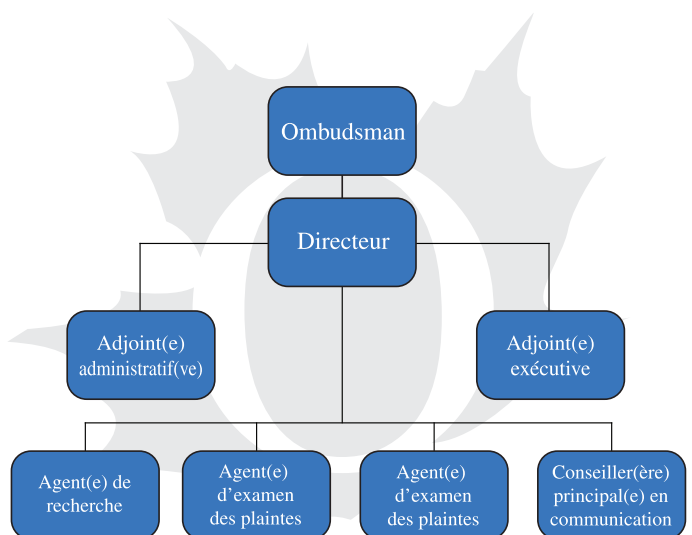 Ombudsman
Directeur
Adjoint(e)
administratif(ve)
Adjoint(e)
exécutive
Agent(e) de
recherche
Agent(e)
d’examen
des plaintes
Agent(e)
d’examen
des plaintes
Conseiller(ère)
principal(e) en
communication